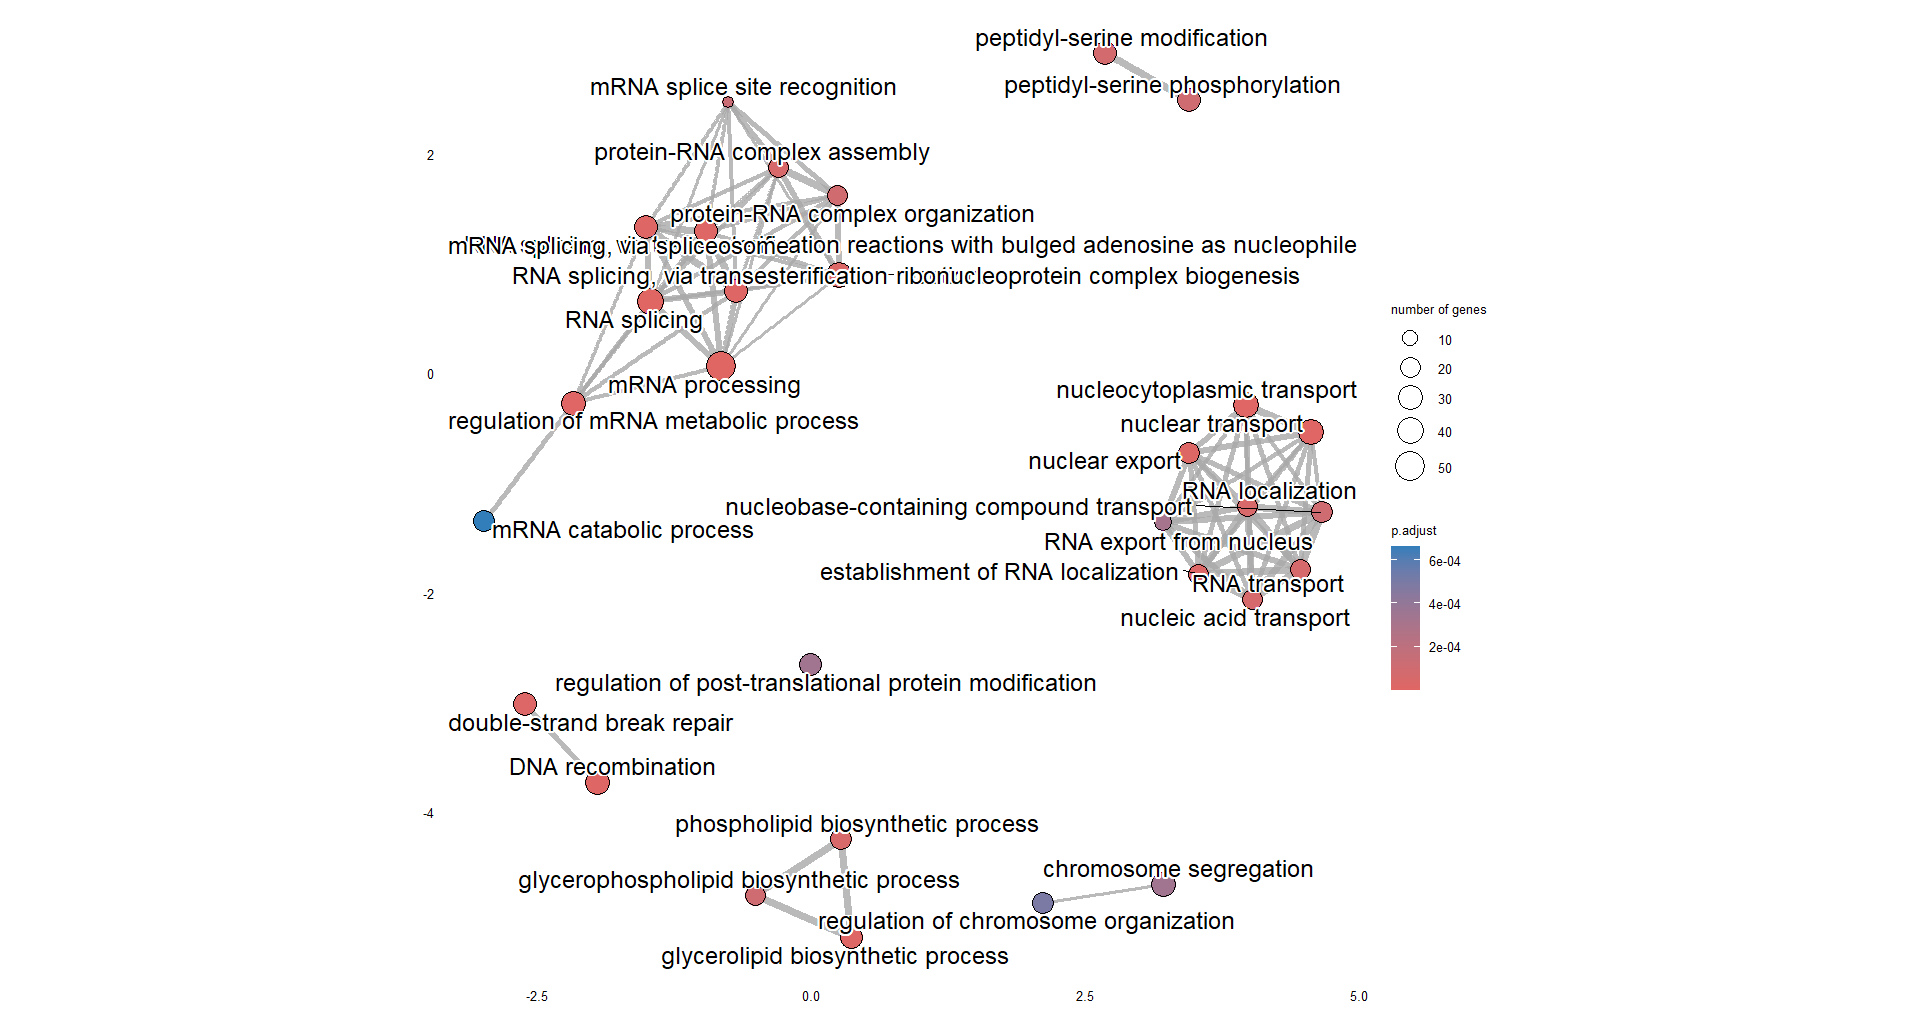 peptidyl-serine modification
peptidyl-serine phosphorylation
mRNA splice site recognition
protein-RNA complex assembly
2
protein-RNA complex organization
mRNA splicing, via spliceosome reactions with bulged adenosine as nucleophile
RNA splicing, via transesterification ribonucleoprotein complex biogenesis
RNA splicing
0
mRNA processing
regulation of mRNA metabolic process
mRNA catabolic process
nucleocytoplasmic transport
nuclear transport
nuclear export
RNA localization
nucleobase-containing compound transport
RNA export from nucleus
establishment of RNA localization
RNA transport
nucleic acid transport
-2
regulation of post-translational protein modification
double-strand break repair
DNA recombination
-4
phospholipid biosynthetic process
glycerophospholipid biosynthetic process
chromosome segregation
regulation of chromosome organization
glycerolipid biosynthetic process
-2.5
0.0
2.5
5.0
number of genes
10
20
30
40
50
p.adjust
6e-04
4e-04
2e-04